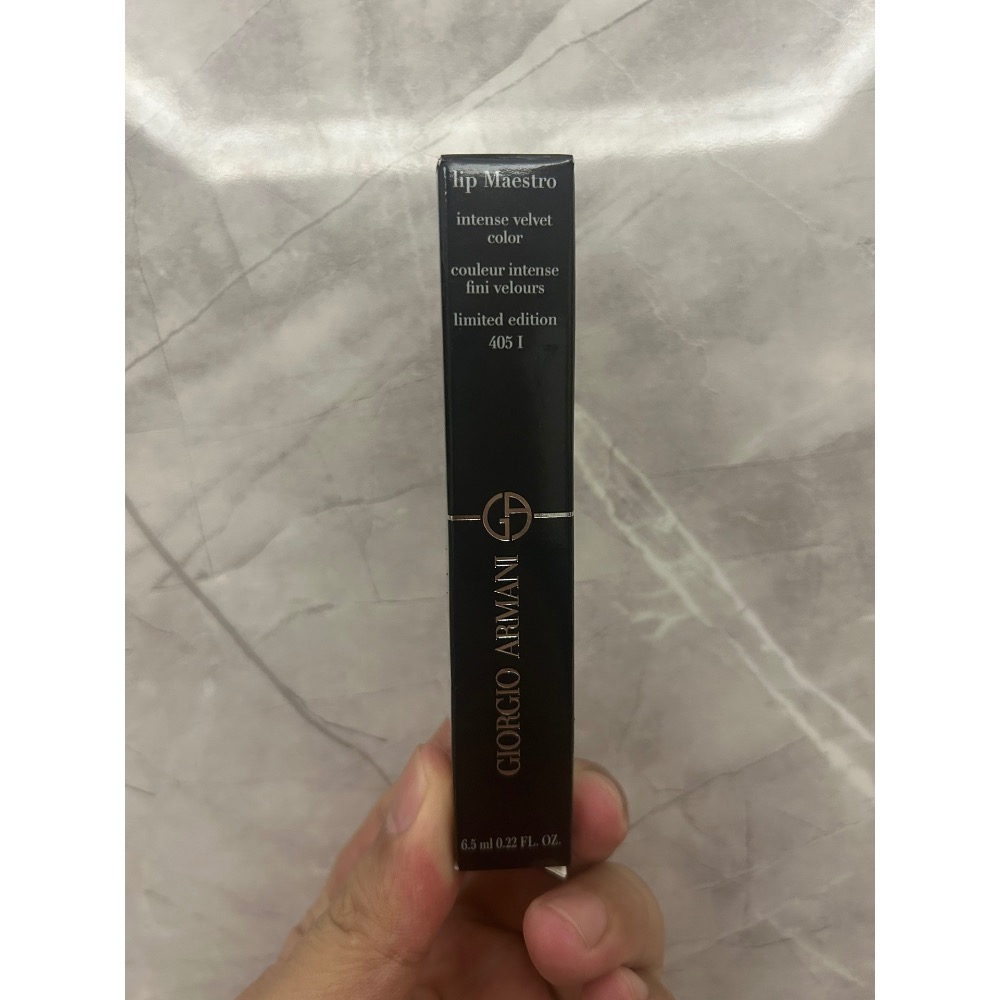 lip Maestro
intense velvet
color
couleur intense
fini velours
limited edition
405 I
GA
GIORGIO ARMANI
6.5 ml 0.22 FL. OZ.